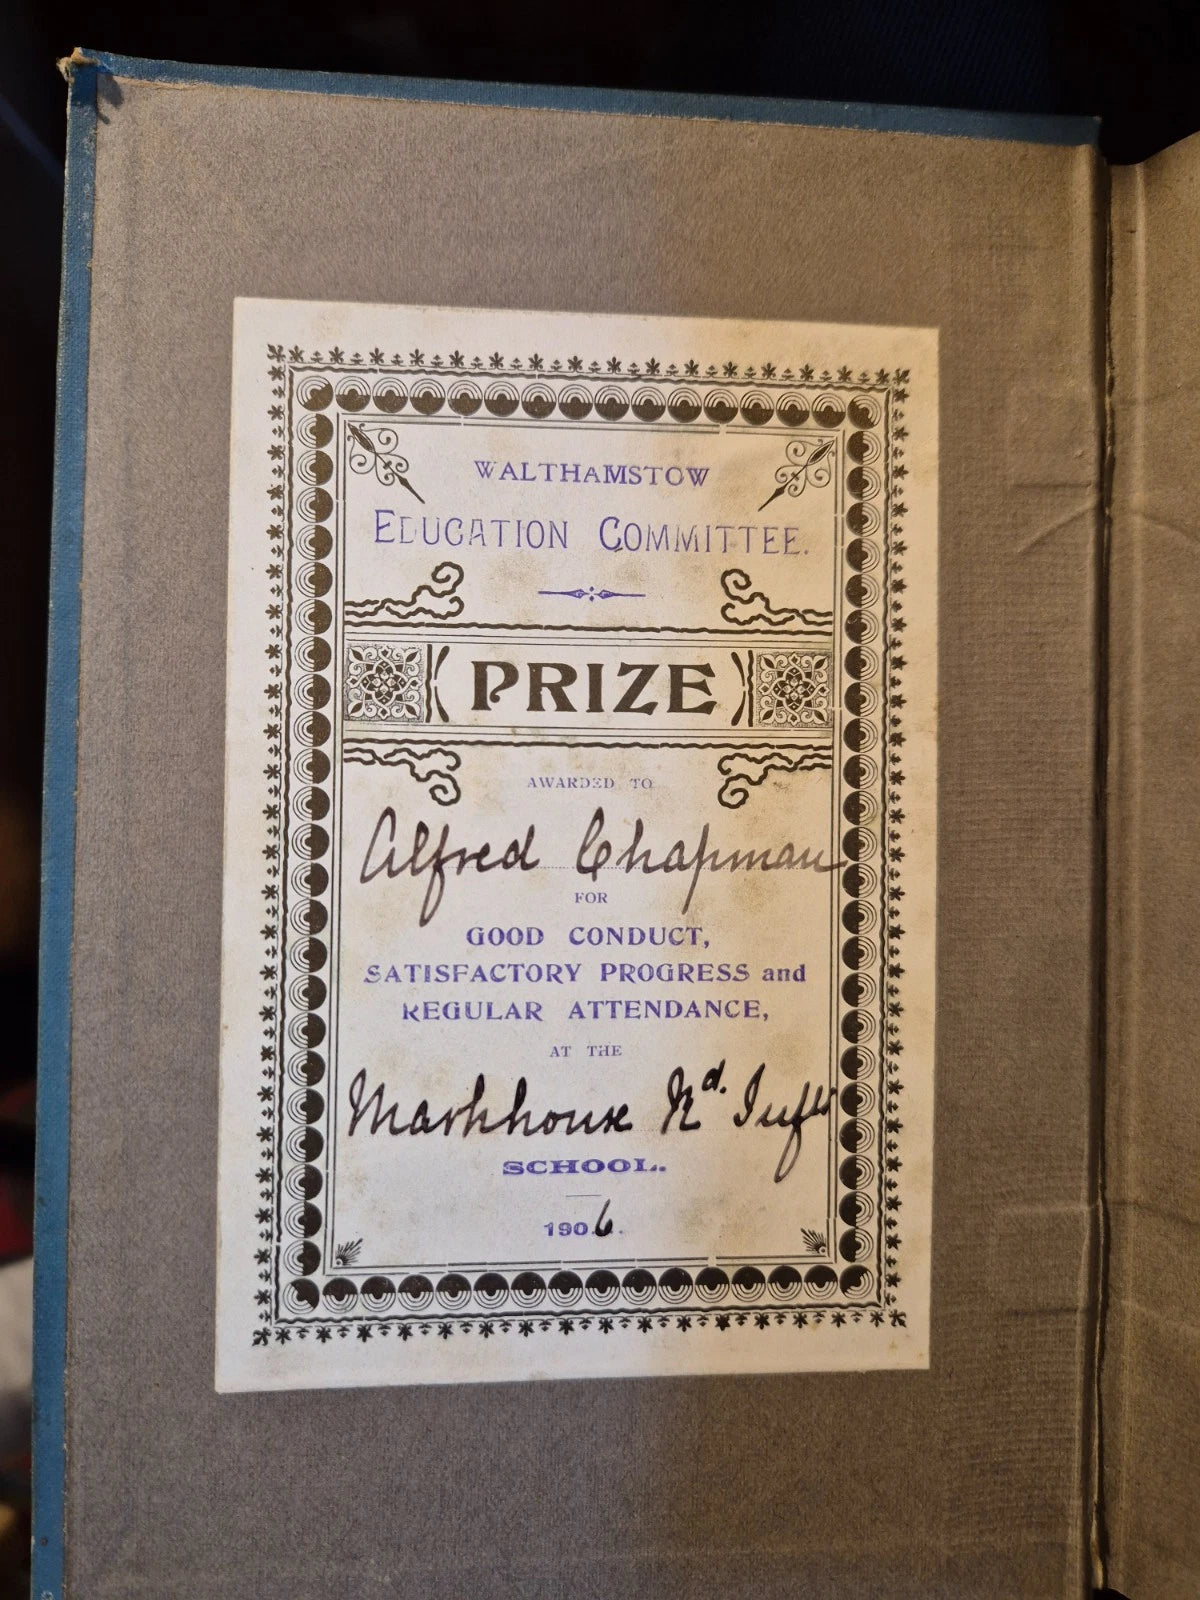 WALTHAMSTOW
EDUCATION COMMITTEE.
PRIZE
AWARDED TO
Alfred Chapman
FOR
GOOD CONDUCT,
SATISFACTORY PROGRESS and
REGULAR ATTENDANCE,
AT THE
Markhouse Rd. Infts
SCHOOL.
1906.